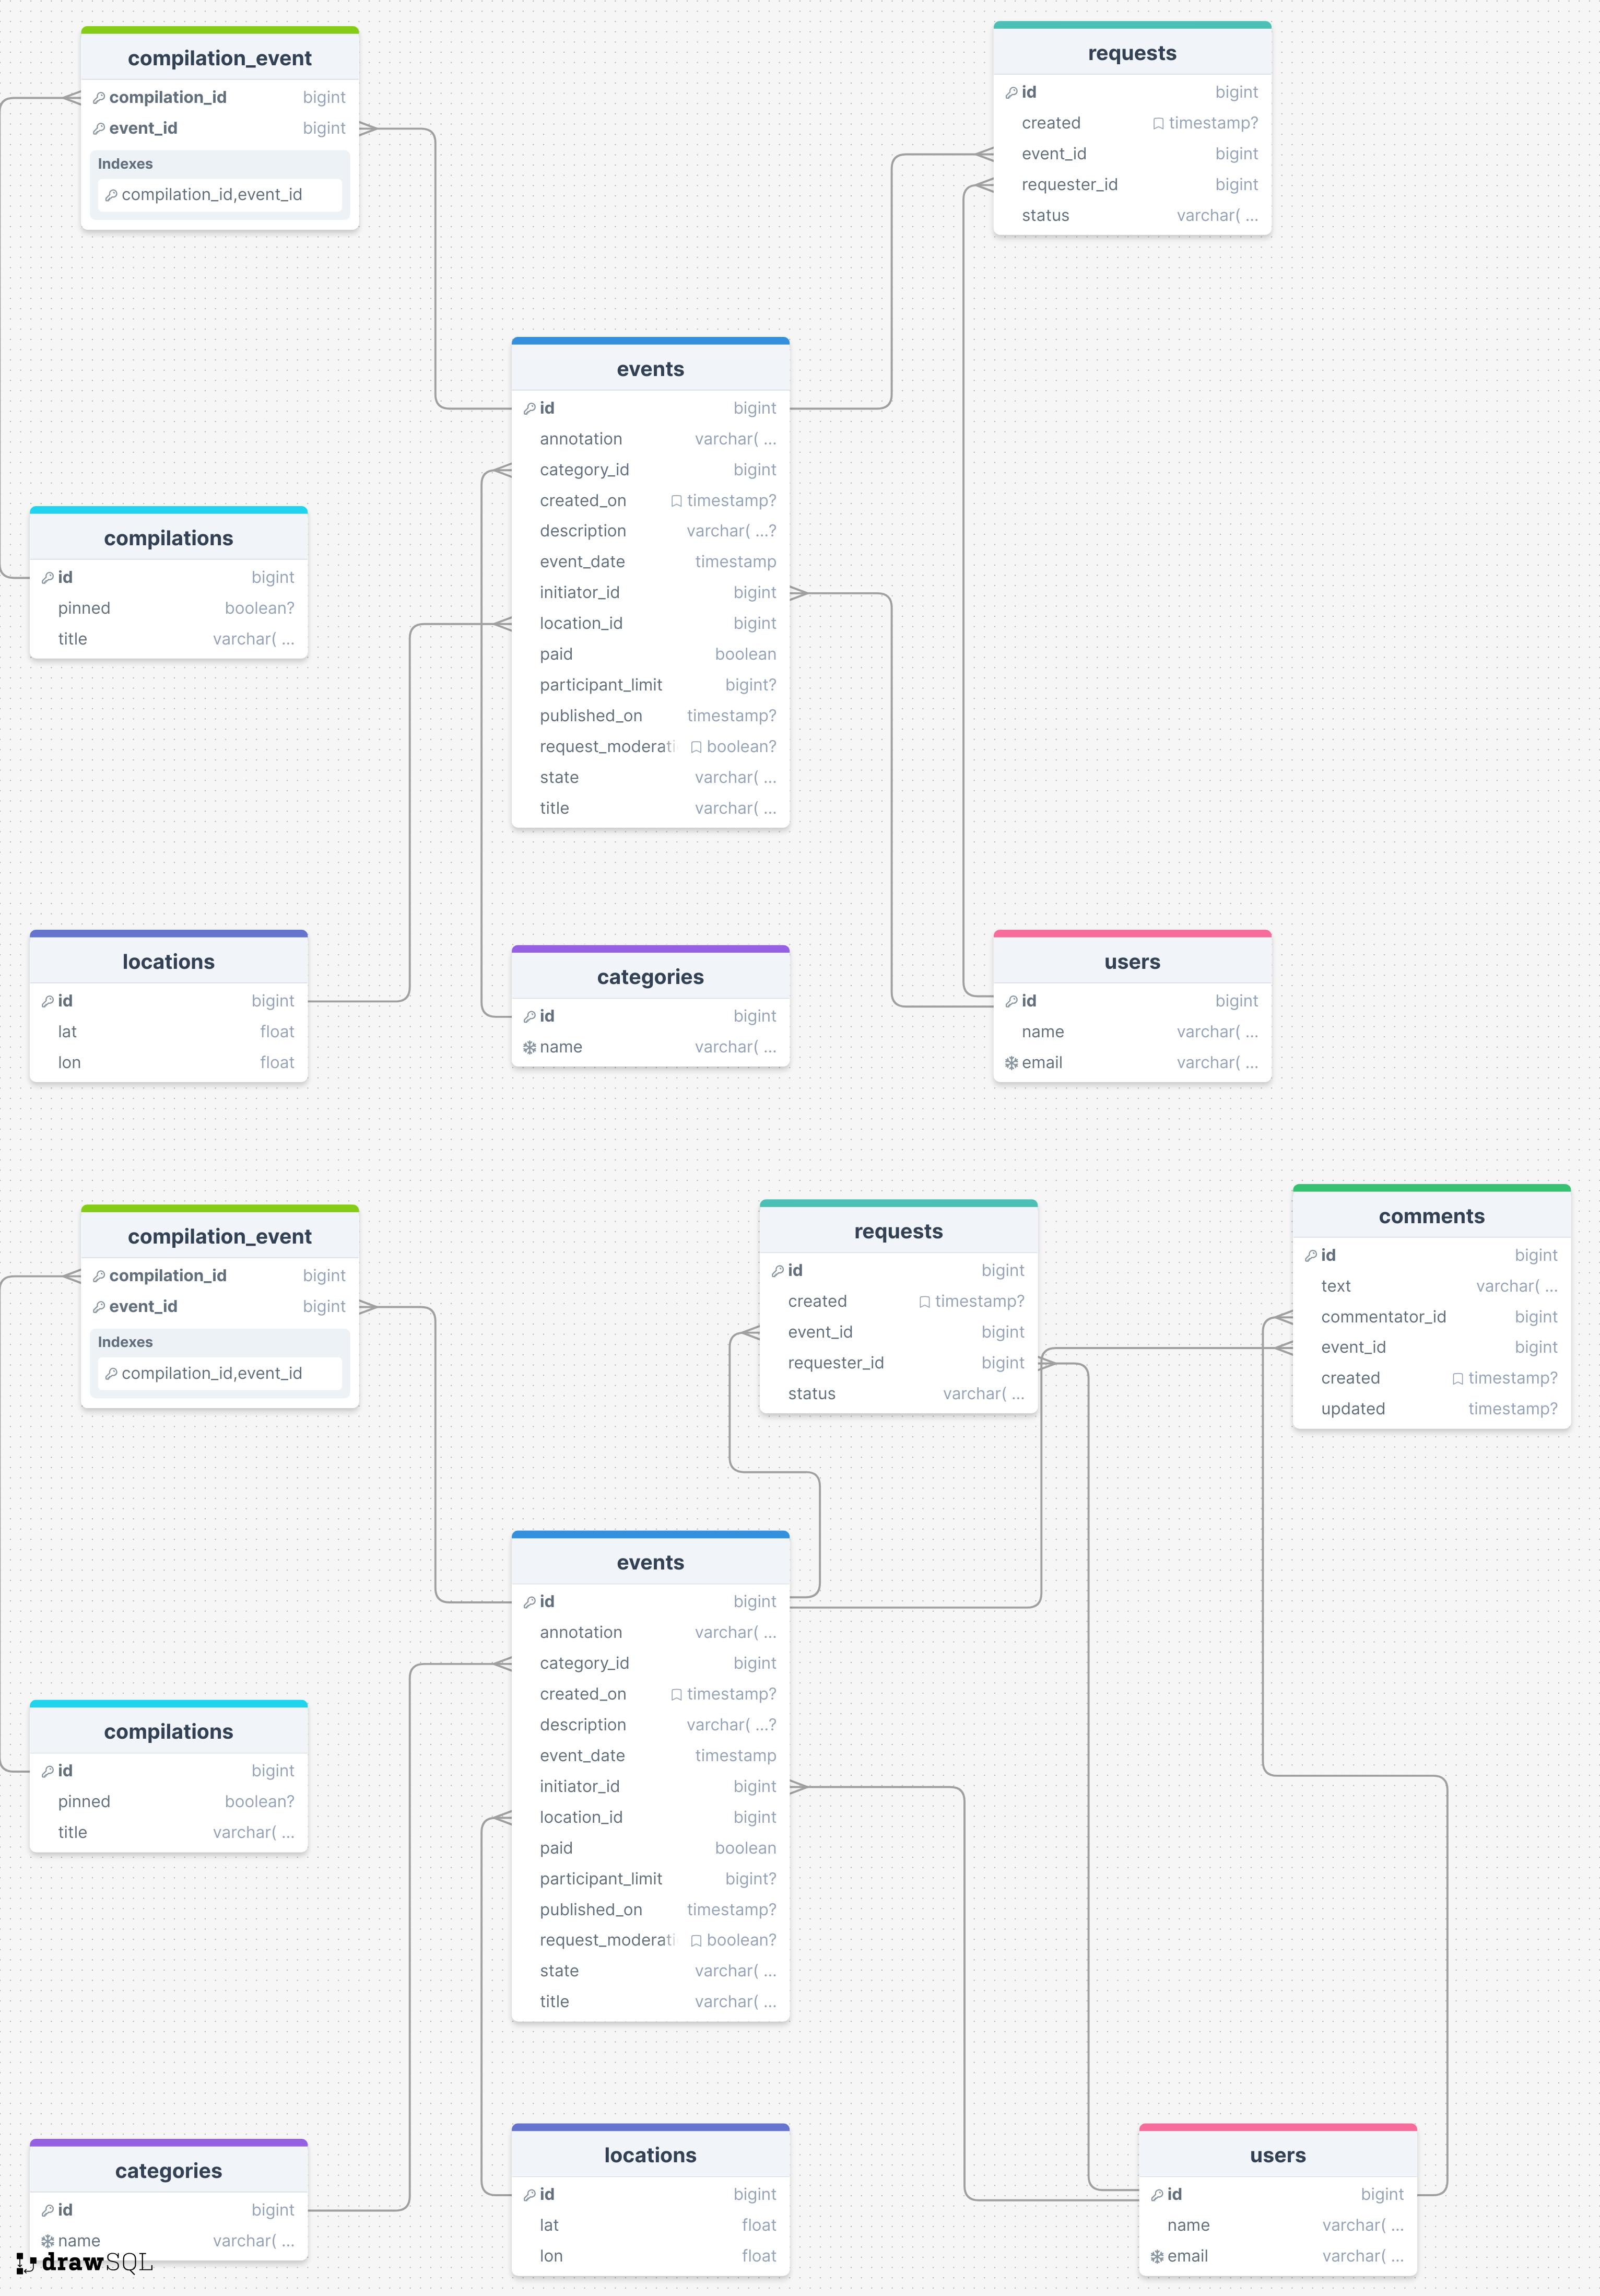 compilation_event
compilation_id bigint
event_id bigint
Indexes
compilation_id,event_id
requests
id bigint
created timestamp?
event_id bigint
requester_id bigint
status varchar( ...
events
id bigint
annotation varchar( ...
category_id bigint
created_on timestamp?
description varchar( ...?
event_date timestamp
initiator_id bigint
location_id bigint
paid boolean
participant_limit bigint?
published_on timestamp?
request_moderati boolean?
state varchar( ...
title varchar( ...
compilations
id bigint
pinned boolean?
title varchar( ...
locations
id bigint
lat float
lon float
categories
id bigint
name varchar( ...
users
id bigint
name varchar( ...
email varchar( ...
compilation_event
compilation_id bigint
event_id bigint
Indexes
compilation_id,event_id
requests
id bigint
created timestamp?
event_id bigint
requester_id bigint
status varchar( ...
comments
id bigint
text varchar( ...
commentator_id bigint
event_id bigint
created timestamp?
updated timestamp?
events
id bigint
annotation varchar( ...
category_id bigint
created_on timestamp?
description varchar( ...?
event_date timestamp
initiator_id bigint
location_id bigint
paid boolean
participant_limit bigint?
published_on timestamp?
request_moderati boolean?
state varchar( ...
title varchar( ...
compilations
id bigint
pinned boolean?
title varchar( ...
categories
id bigint
name varchar( ...
locations
id bigint
lat float
lon float
users
id bigint
name varchar( ...
email varchar( ...
drawSQL